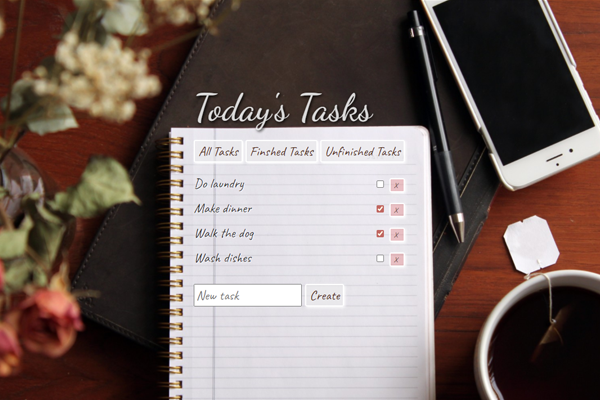 Today's Tasks
All Tasks Finshed Tasks Unfinished Tasks
Do laundry x
Make dinner x
Walk the dog x
Wash dishes x
New task Create